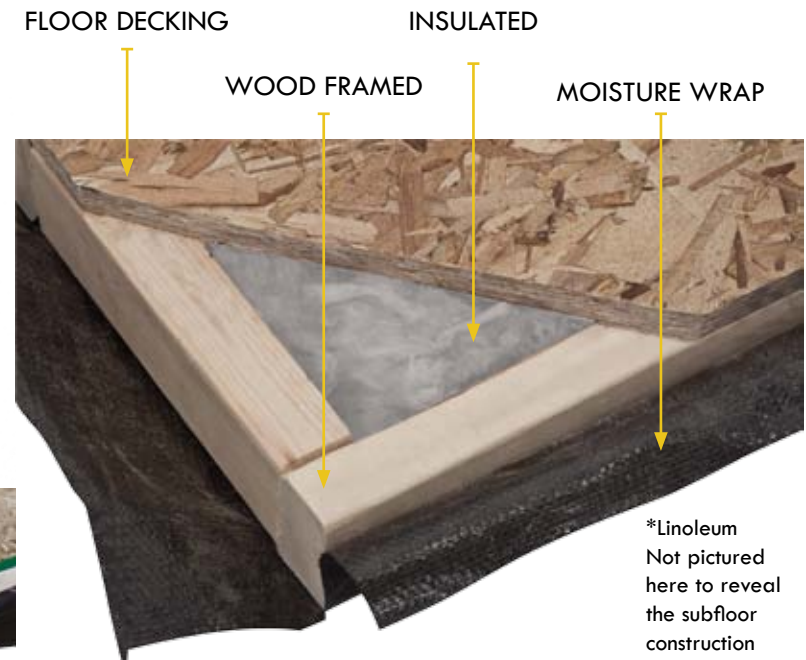 FLOOR DECKING
INSULATED
WOOD FRAMED
MOISTURE WRAP
*Linoleum
Not pictured
here to reveal
the subfloor
construction